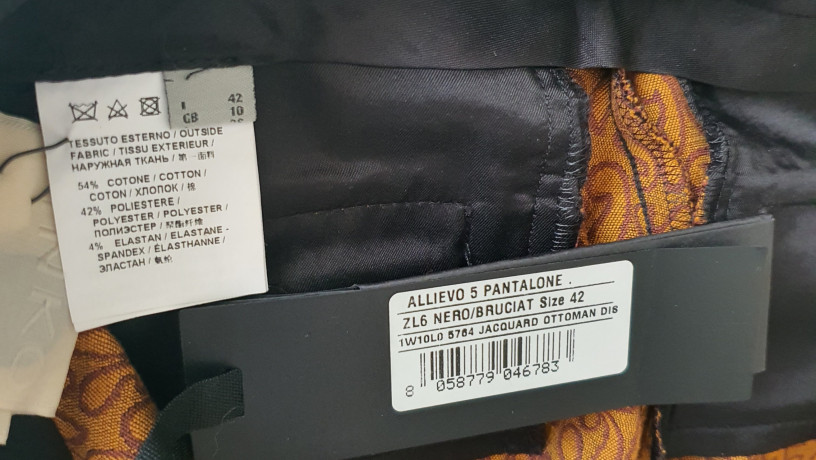 I 42
GB 10
TESSUTO ESTERNO / OUTSIDE
FABRIC / TISSU EXTERIEUR /
НАРУЖНАЯ ТКАНЬ / 第一面料
54% COTONE / COTTON /
COTON / ХЛОПОК / 棉
42% POLIESTERE /
POLYESTER / POLYESTER /
ПОЛИЭСТЕР / 聚酯纤维
4% ELASTAN / ELASTANE -
SPANDEX / ÉLASTHANNE /
ЭЛАСТАН / 氨纶
ALLIEVO 5 PANTALONE .
ZL6 NERO/BRUCIAT Size 42
1W10L0 5764 JACQUARD OTTOMAN DIS
8 058779 046783